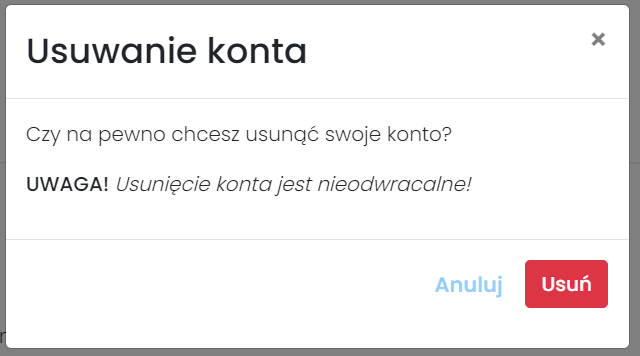 Usuwanie konta
×
Czy na pewno chcesz usunąć swoje konto?
UWAGA! Usunięcie konta jest nieodwracalne!
Anuluj
Usuń